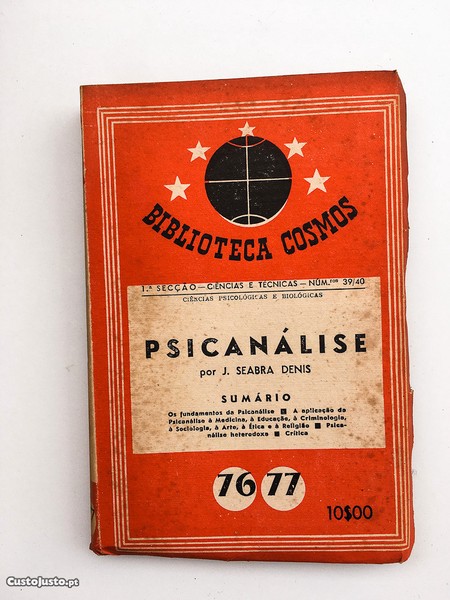 BIBLIOTECA COSMOS
1.ª SECÇÃO — CIÊNCIAS E TÉCNICAS — NÚM.ros 39/40
CIÊNCIAS PSICOLÓGICAS E BIOLÓGICAS
PSICANÁLISE
por J. SEABRA DENIS
SUMÁRIO
Os fundamentos da Psicanálise ■ A aplicação da
Psicanálise à Medicina, à Educação, à Criminologia,
à Sociologia, à Arte, à Ética e à Religião ■ Psica-
nálise heterodoxa ■ Crítica
76 77
10$00
CustoJusto.pt